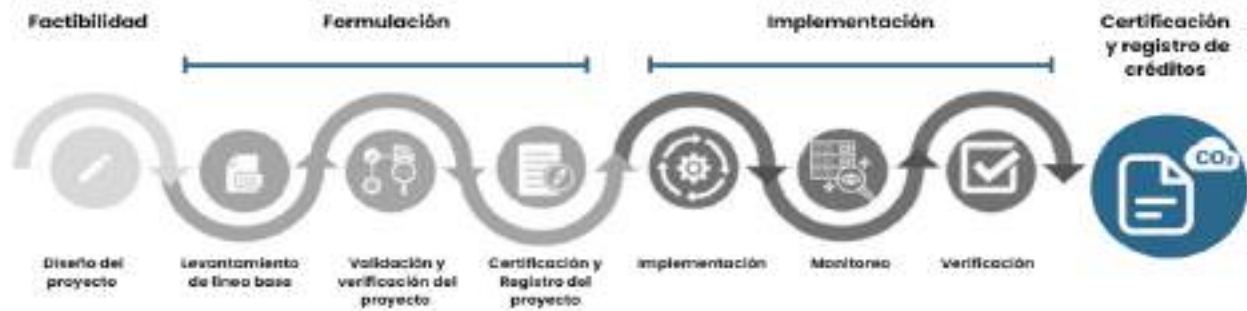 Factibilidad
Formulación
Implementación
Certificación
y registro de
créditos
CO₂
Diseño del
proyecto
Levantamiento
de línea base
Validación y
verificación del
proyecto
Certificación y
Registro del
proyecto
Implementación
Monitoreo
Verificación